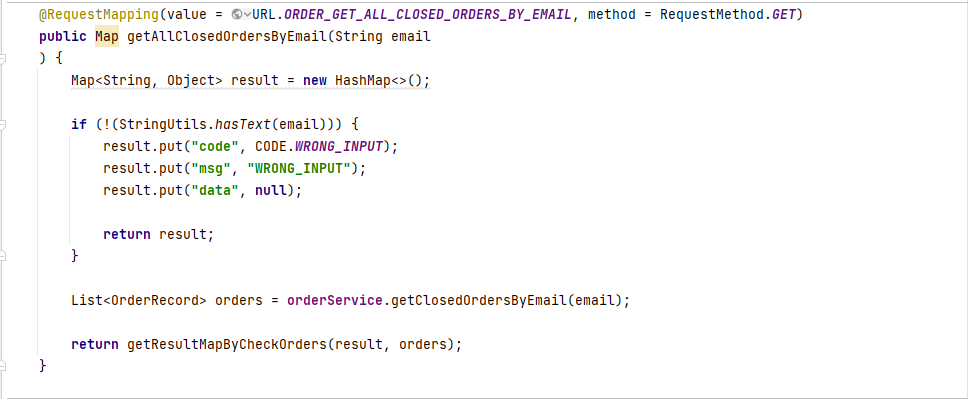 @RequestMapping(value = URL.ORDER_GET_ALL_CLOSED_ORDERS_BY_EMAIL, method = RequestMethod.GET)
public Map getAllClosedOrdersByEmail(String email
) {
    Map<String, Object> result = new HashMap<>();
    if (!(StringUtils.hasText(email))) {
        result.put("code", CODE.WRONG_INPUT);
        result.put("msg", "WRONG_INPUT");
        result.put("data", null);
        return result;
    }
    List<OrderRecord> orders = orderService.getClosedOrdersByEmail(email);
    return getResultMapByCheckOrders(result, orders);
}